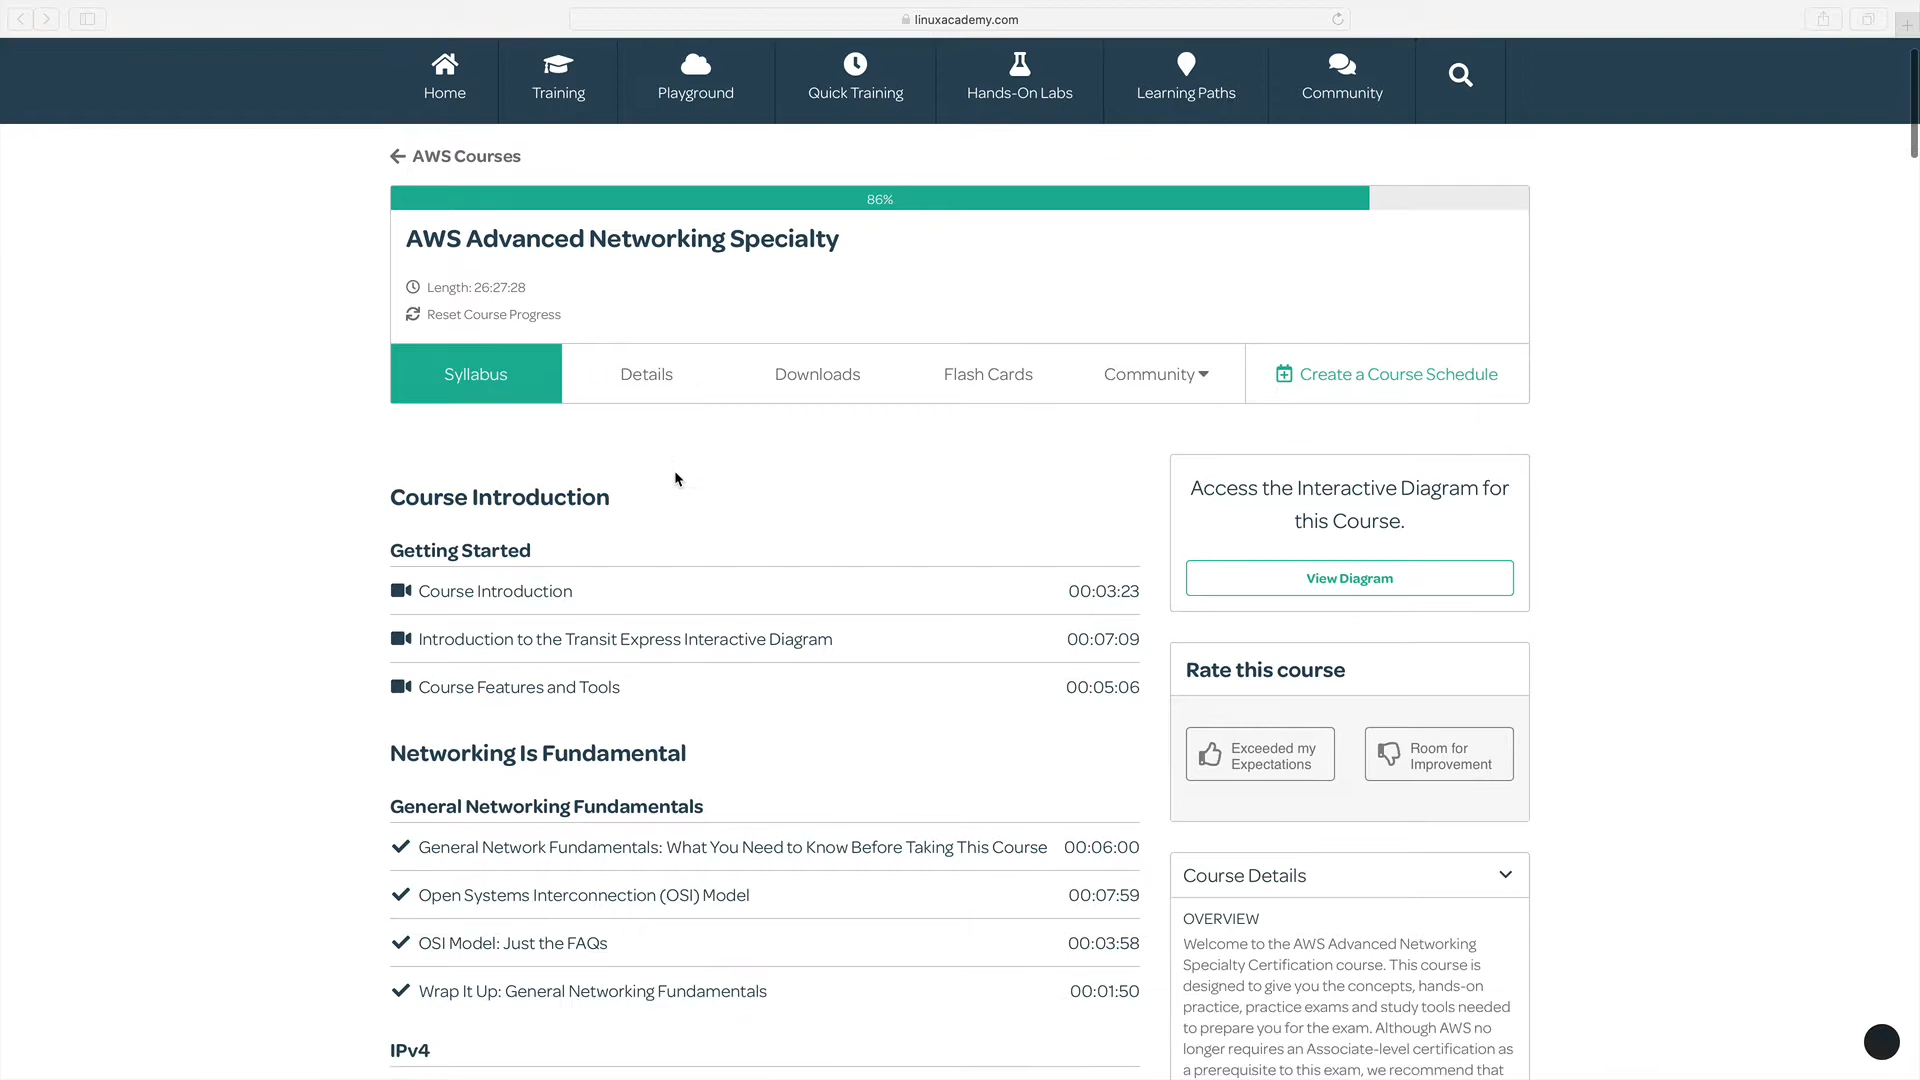 linuxacademy.com
Home
Training
Playground
Quick Training
Hands-On Labs
Learning Paths
Community
AWS Courses
86%
AWS Advanced Networking Specialty
Length: 26:27:28
Reset Course Progress
Syllabus
Details
Downloads
Flash Cards
Community
Create a Course Schedule
Course Introduction
Getting Started
Course Introduction 00:03:23
Introduction to the Transit Express Interactive Diagram 00:07:09
Course Features and Tools 00:05:06
Networking Is Fundamental
General Networking Fundamentals
General Network Fundamentals: What You Need to Know Before Taking This Course 00:06:00
Open Systems Interconnection (OSI) Model 00:07:59
OSI Model: Just the FAQs 00:03:58
Wrap It Up: General Networking Fundamentals 00:01:50
IPv4
Access the Interactive Diagram for
this Course.
View Diagram
Rate this course
Exceeded my
Expectations
Room for
Improvement
Course Details
OVERVIEW
Welcome to the AWS Advanced Networking
Specialty Certification course. This course is
designed to give you the concepts, hands-on
practice, practice exams and study tools needed
to prepare you for the exam. Although AWS no
longer requires an Associate-level certification as
a prerequisite to this exam, we recommend that